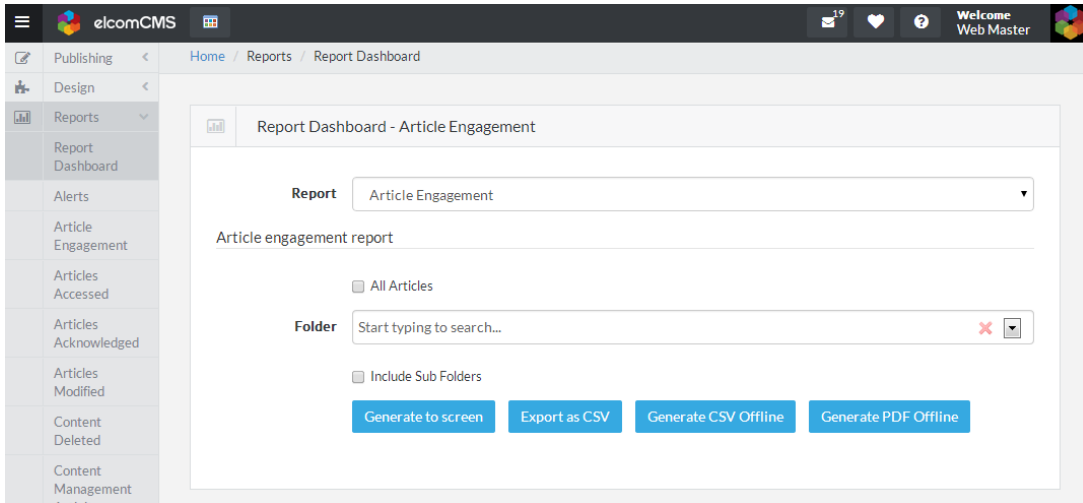 elcomCMS
19
Welcome
Web Master
Publishing
Design
Reports
Report
Dashboard
Alerts
Article
Engagement
Articles
Accessed
Articles
Acknowledged
Articles
Modified
Content
Deleted
Content
Management
Home / Reports / Report Dashboard
Report Dashboard - Article Engagement
Report
Article Engagement
Article engagement report
All Articles
Folder
Start typing to search...
Include Sub Folders
Generate to screen
Export as CSV
Generate CSV Offline
Generate PDF Offline